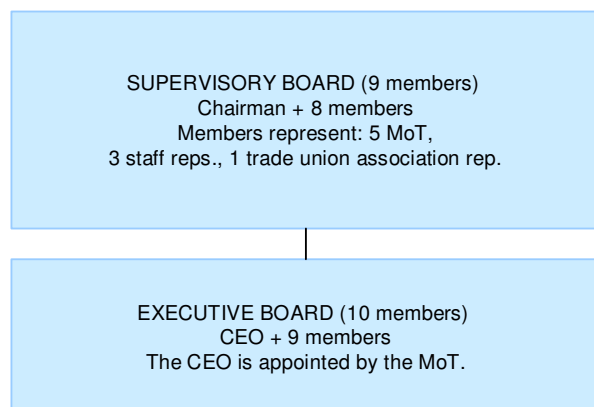 SUPERVISORY BOARD (9 members)
Chairman + 8 members
Members represent: 5 MoT,
3 staff reps., 1 trade union association rep.
EXECUTIVE BOARD (10 members)
CEO + 9 members
The CEO is appointed by the MoT.